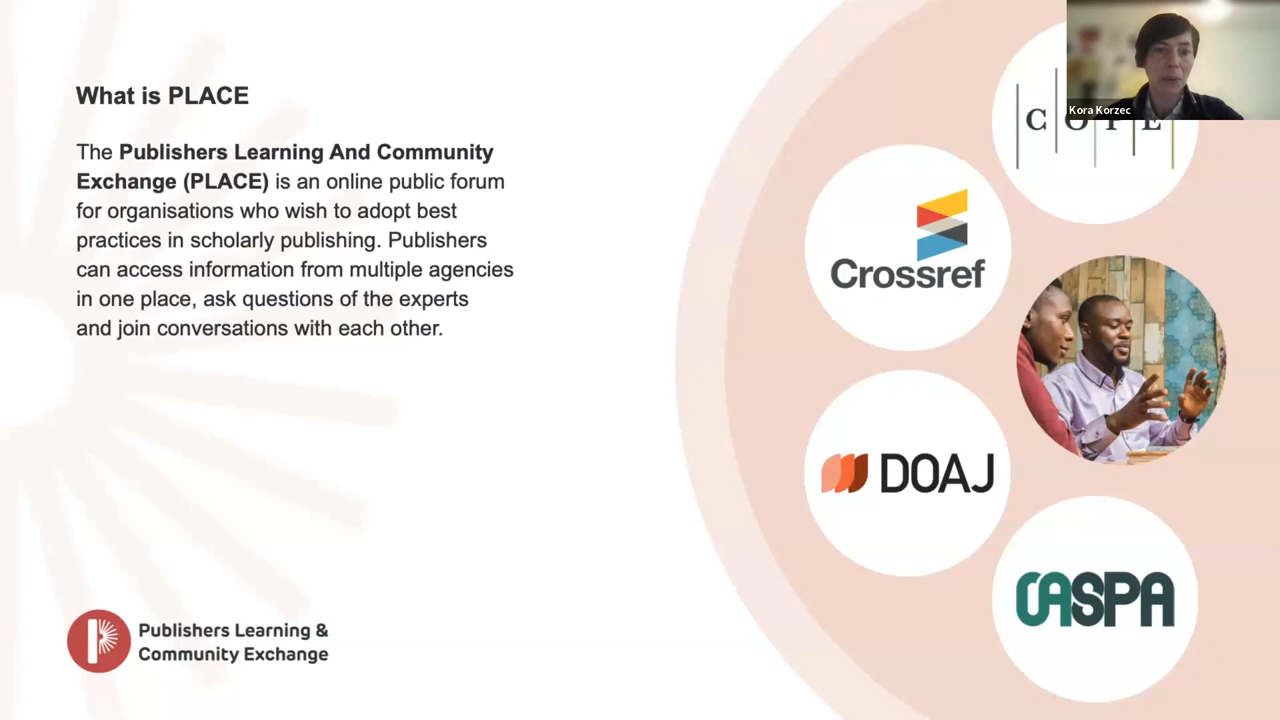 What is PLACE
The Publishers Learning And Community
Exchange (PLACE) is an online public forum
for organisations who wish to adopt best
practices in scholarly publishing. Publishers
can access information from multiple agencies
in one place, ask questions of the experts
and join conversations with each other.
Publishers Learning &
Community Exchange
Kora Korzec
COPE
Crossref
DOAJ
OASPA